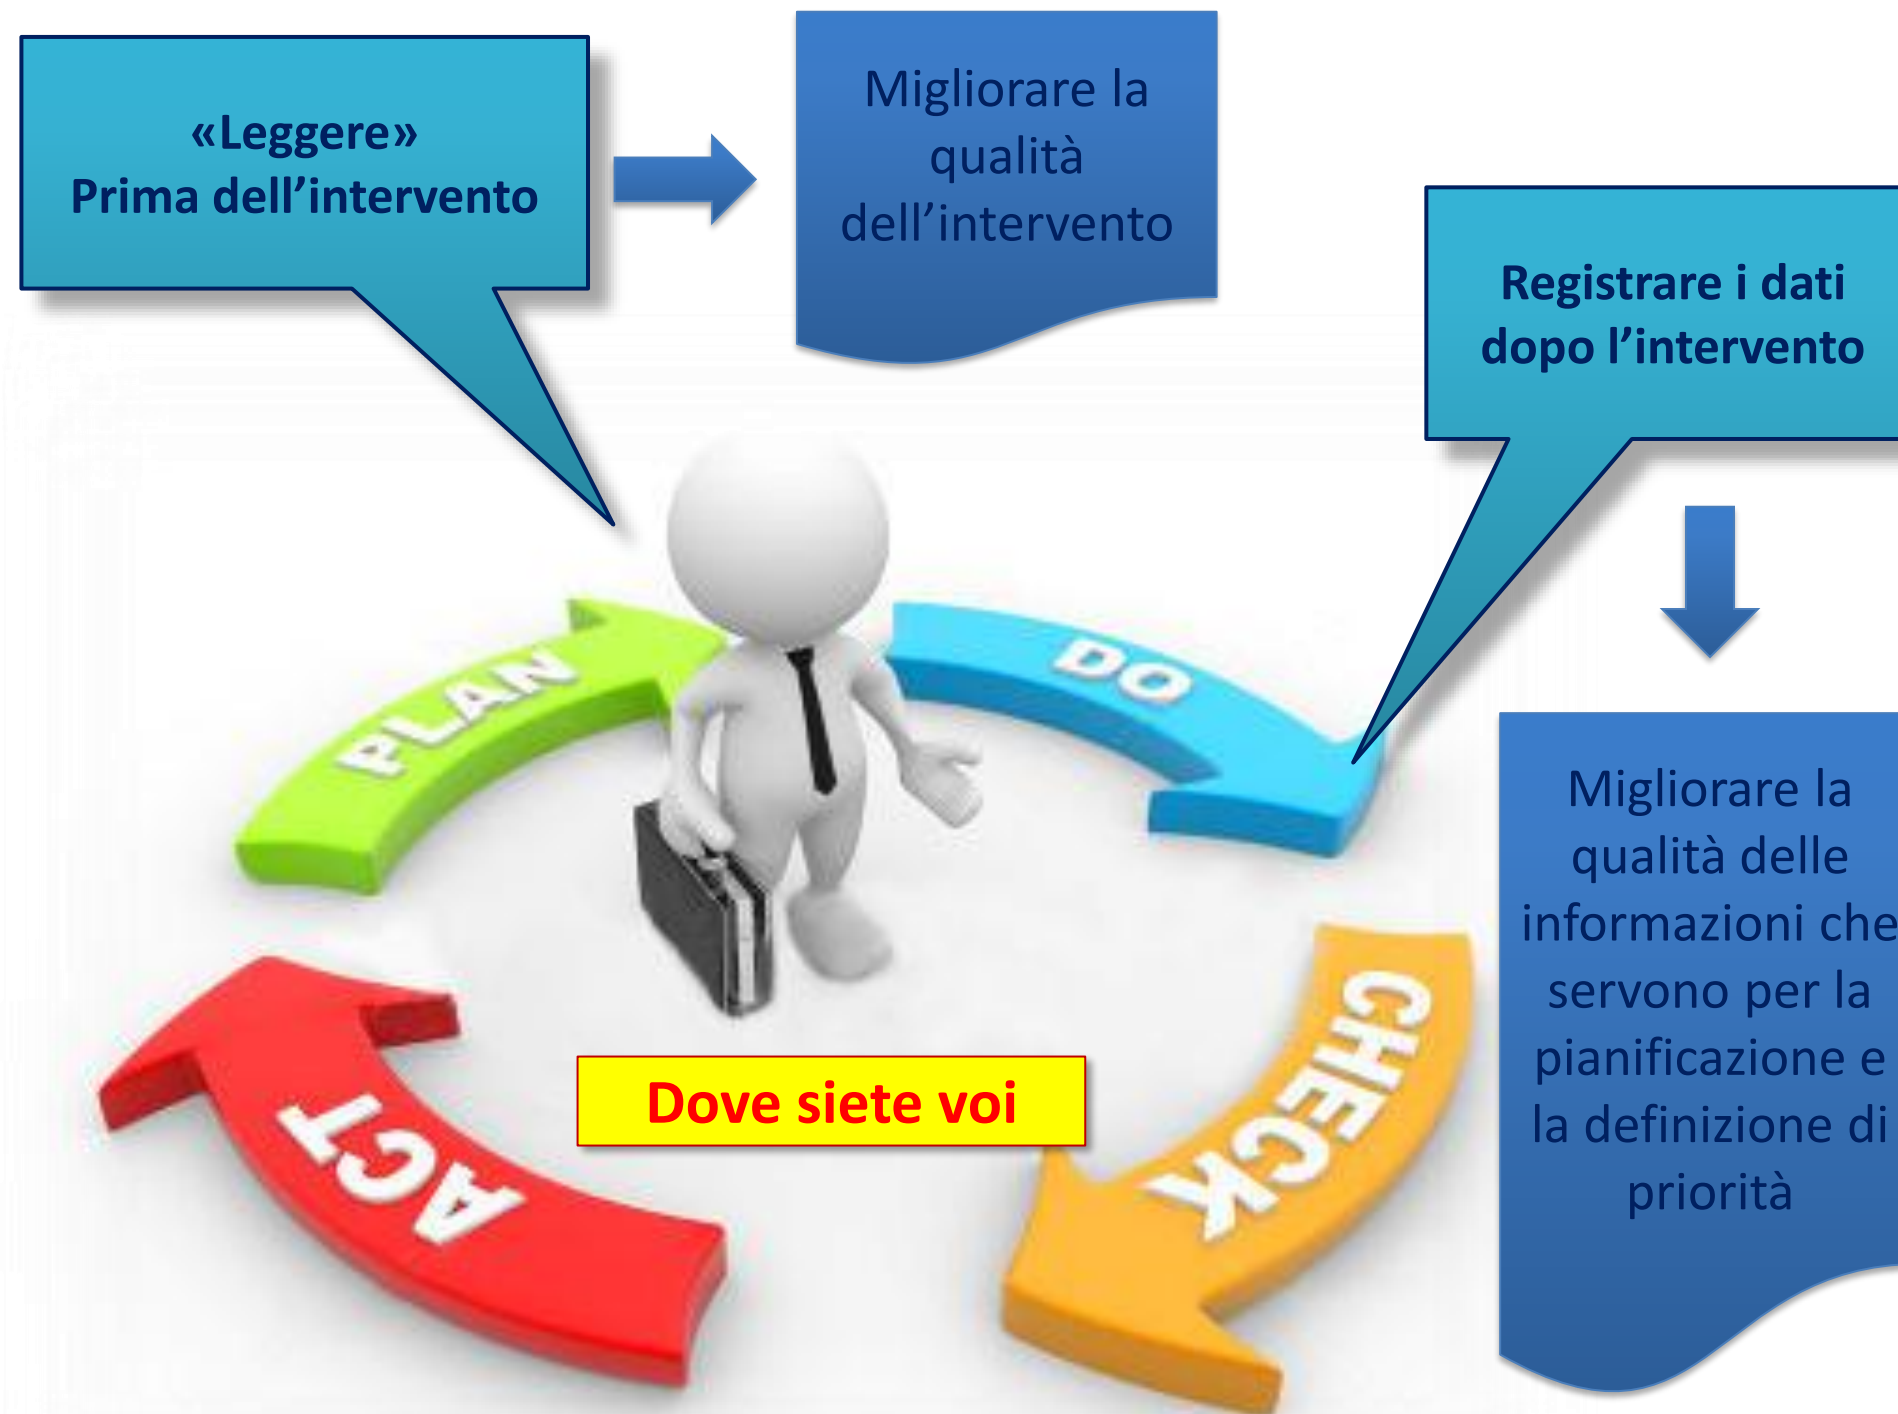 «Leggere»
Prima dell’intervento
Migliorare la
qualità
dell’intervento
Registrare i dati
dopo l’intervento
PLAN
DO
Migliorare la
qualità delle
informazioni che
servono per la
pianificazione e
la definizione di
priorità
CHECK
ACT
Dove siete voi